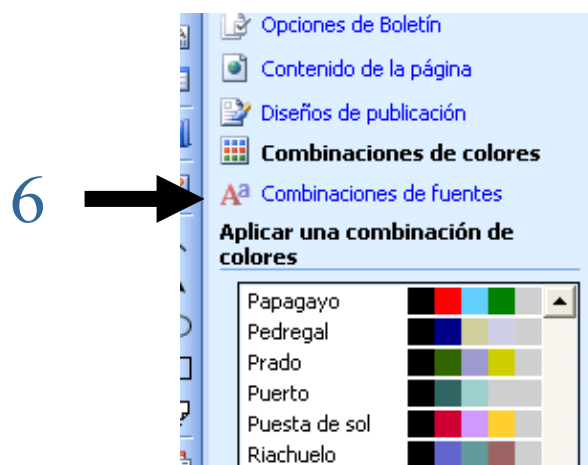 Opciones de Boletín
Contenido de la página
Diseños de publicación
Combinaciones de colores
6
Aa Combinaciones de fuentes
Aplicar una combinación de
colores
Papagayo
Pedregal
Prado
Puerto
Puesta de sol
Riachuelo